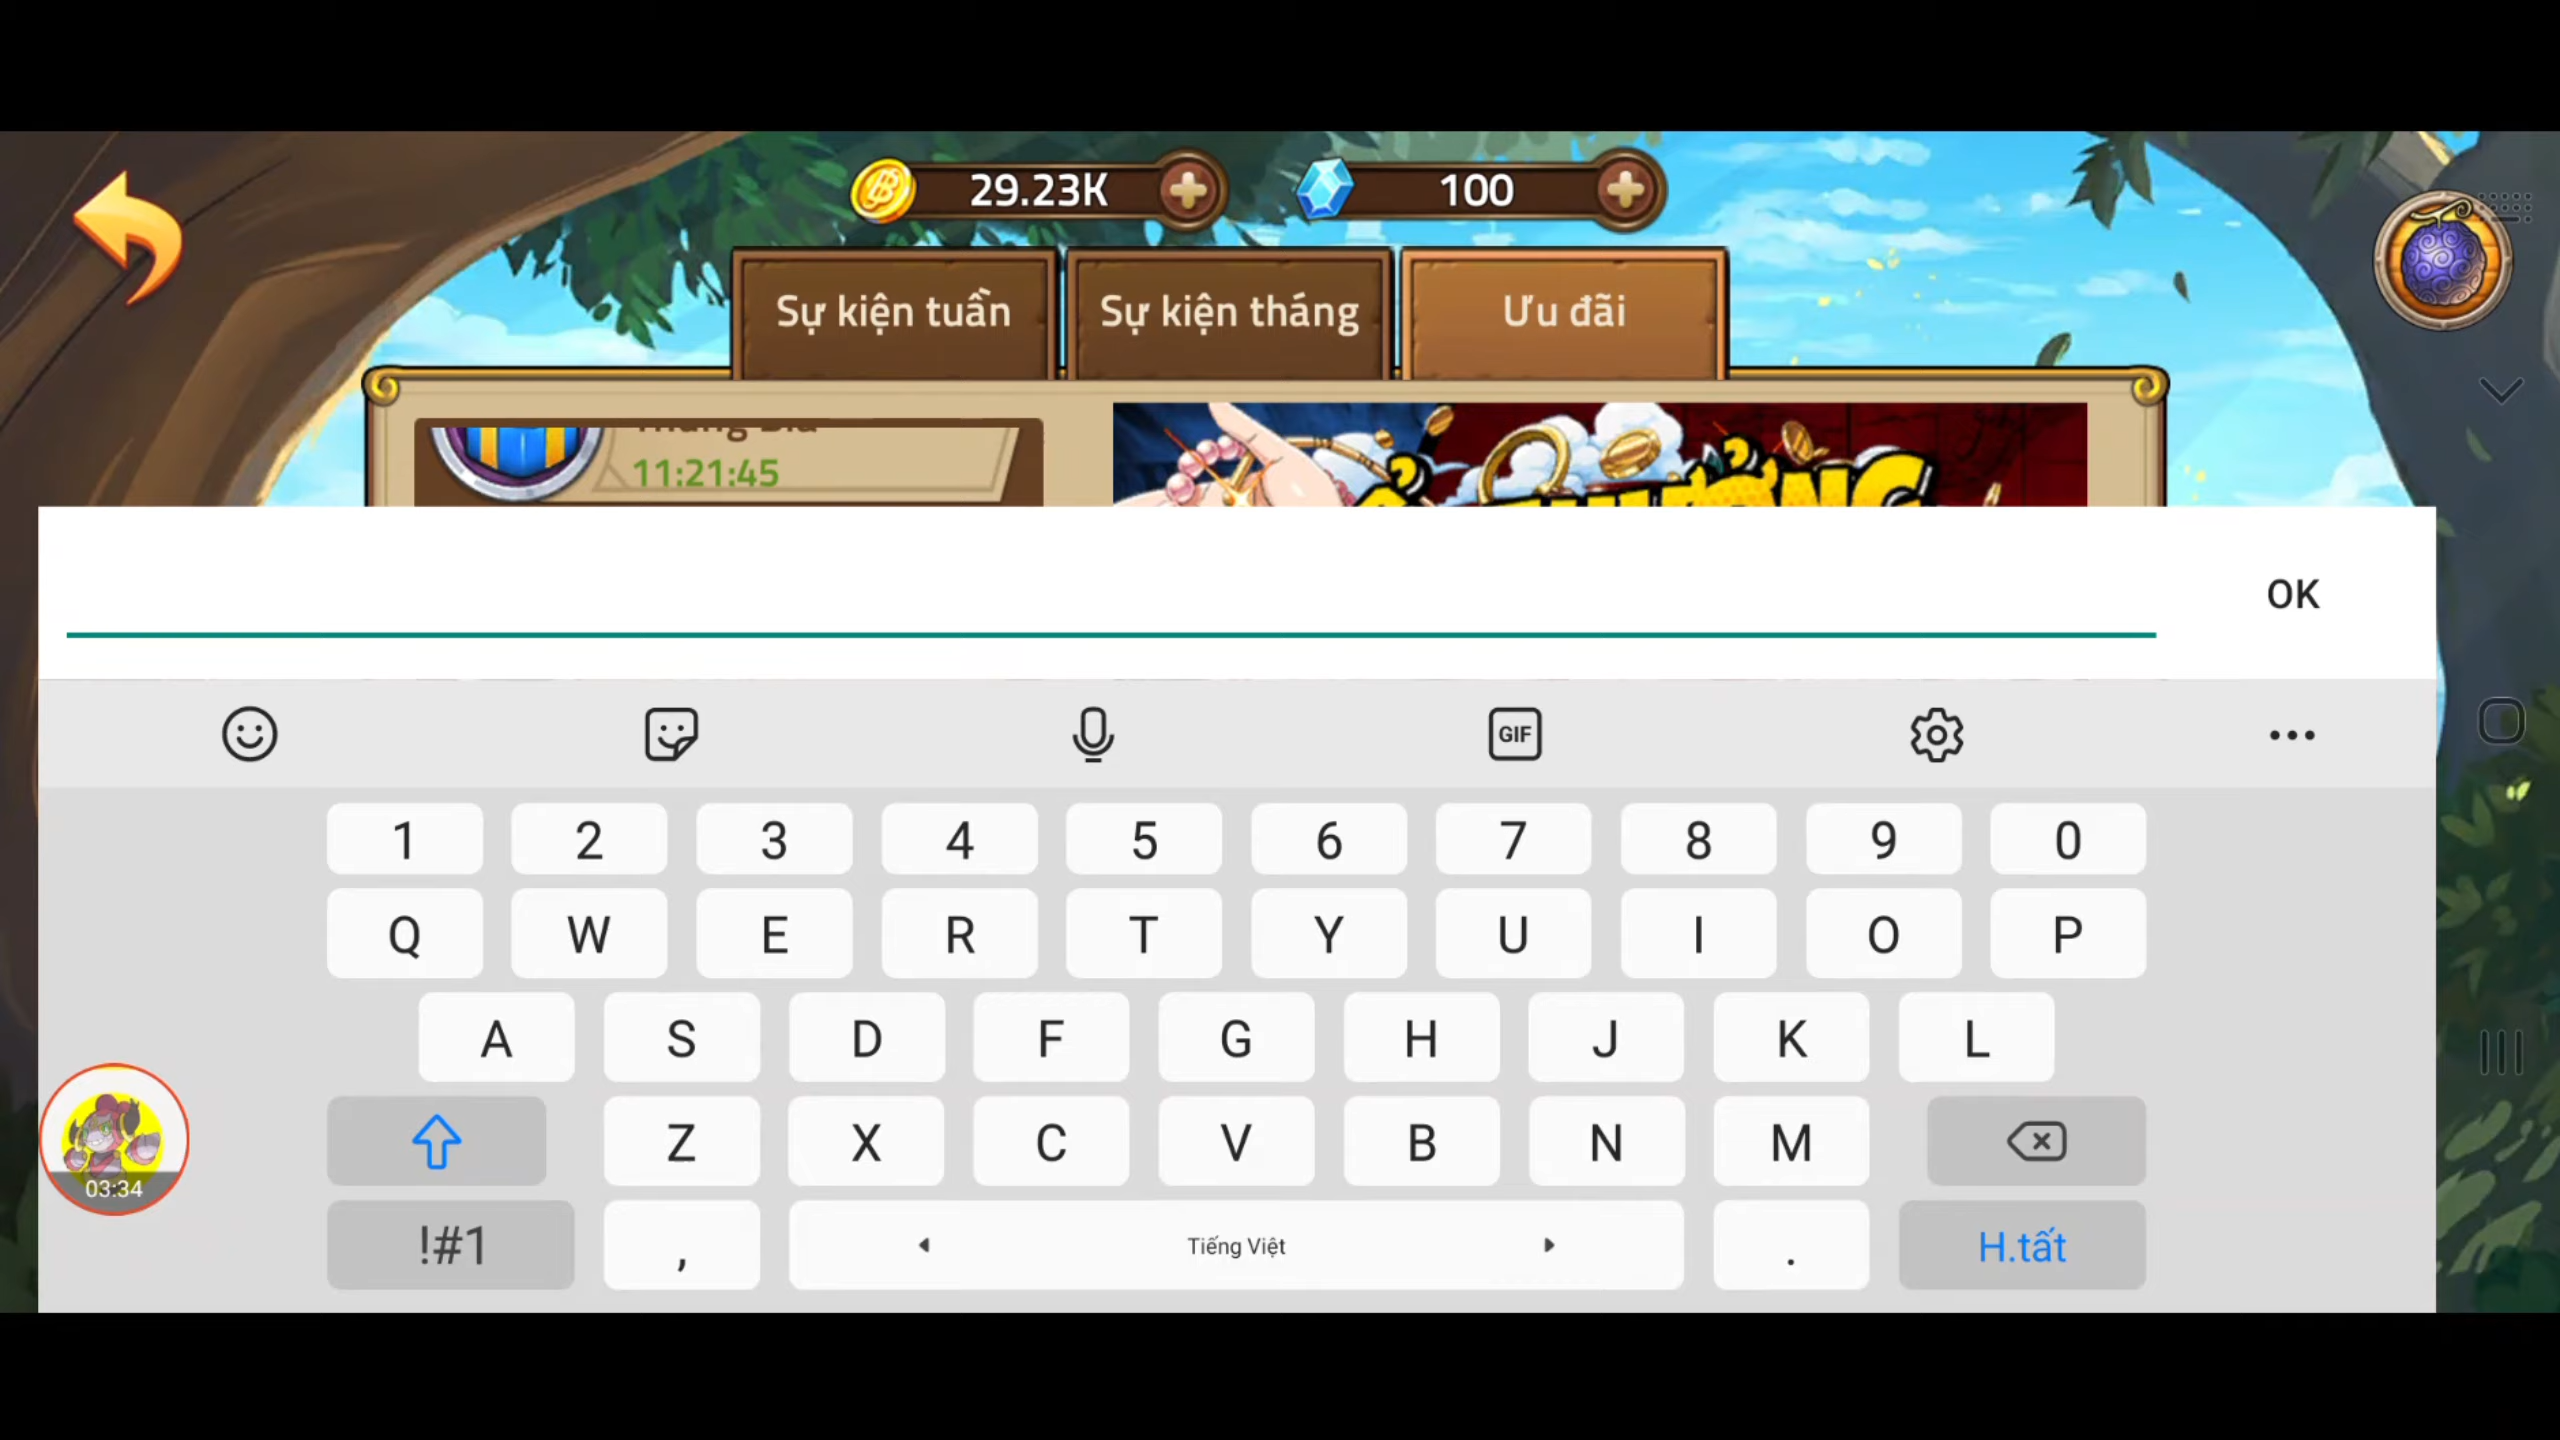 29.23K
100
Sự kiện tuần
Sự kiện tháng
Ưu đãi
11:21:45
THƯỞNG
OK
GIF
1 2 3 4 5 6 7 8 9 0
Q W E R T Y U I O P
A S D F G H J K L
Z X C V B N M
03:34
!#1 , Tiếng Việt . H.tất